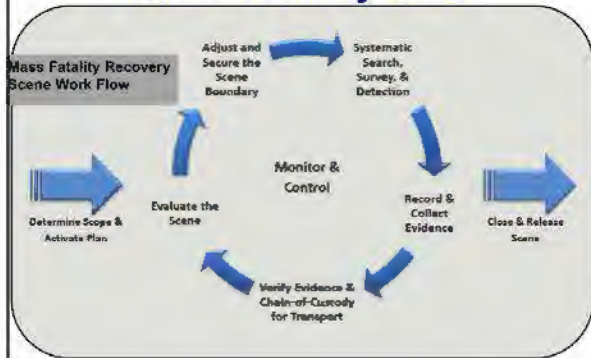 Mass Fatality Recovery
Scene Work Flow
Adjust and
Secure the
Scene
Boundary
Systematic
Search,
Survey, &
Detection
Monitor &
Control
Determine Scope &
Activate Plan
Evaluate the
Scene
Record &
Collect
Evidence
Close & Release
Scene
Verify Evidence &
Chain-of-Custody
for Transport